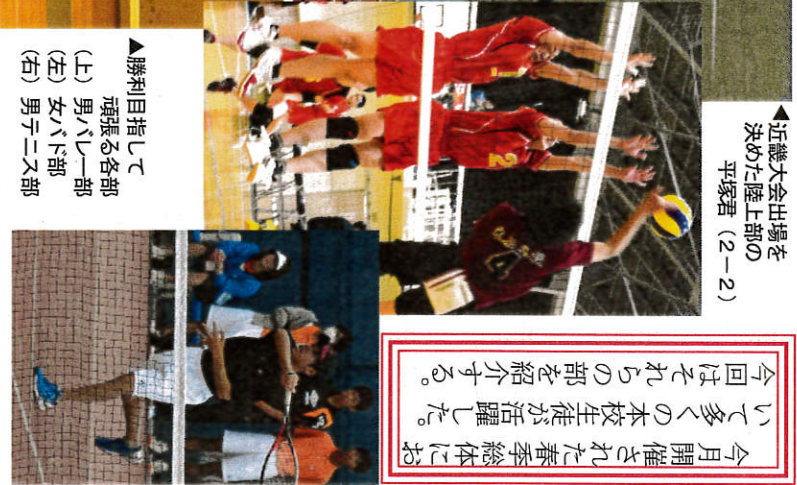 ◀近畿大会出場を
決めた陸上部の
平塚君（2－2）
▲勝利目指して
頑張る各部
（上）男バレー部
（左）女バド部
（右）男テニス部
今月開催された春季総体にお
いて多くの本校生徒が活躍した。
今回はそれらの部を紹介する。
2
4